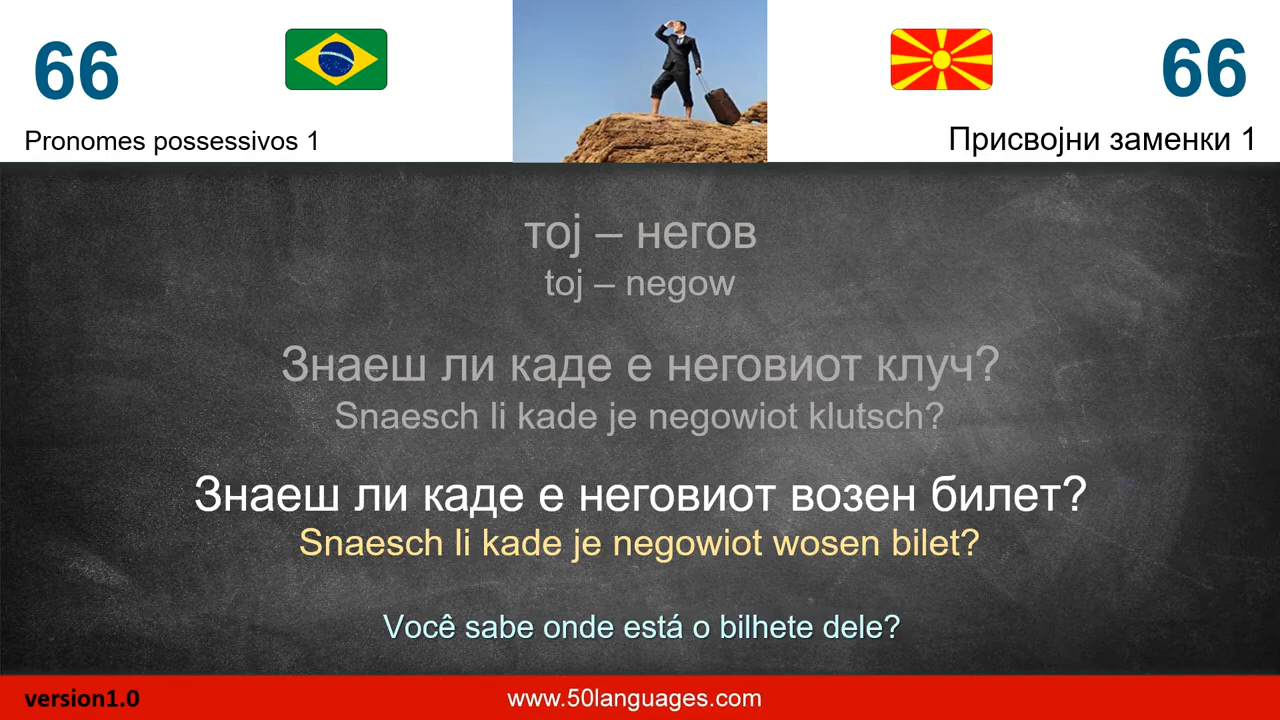 66
66
Pronomes possessivos 1
Присвојни заменки 1
тој – негов
toj – negow
Знаеш ли каде е неговиот клуч?
Snaesch li kade je negowiot klutsch?
Знаеш ли каде е неговиот возен билет?
Snaesch li kade je negowiot wosen bilet?
Você sabe onde está o bilhete dele?
version1.0
www.50languages.com